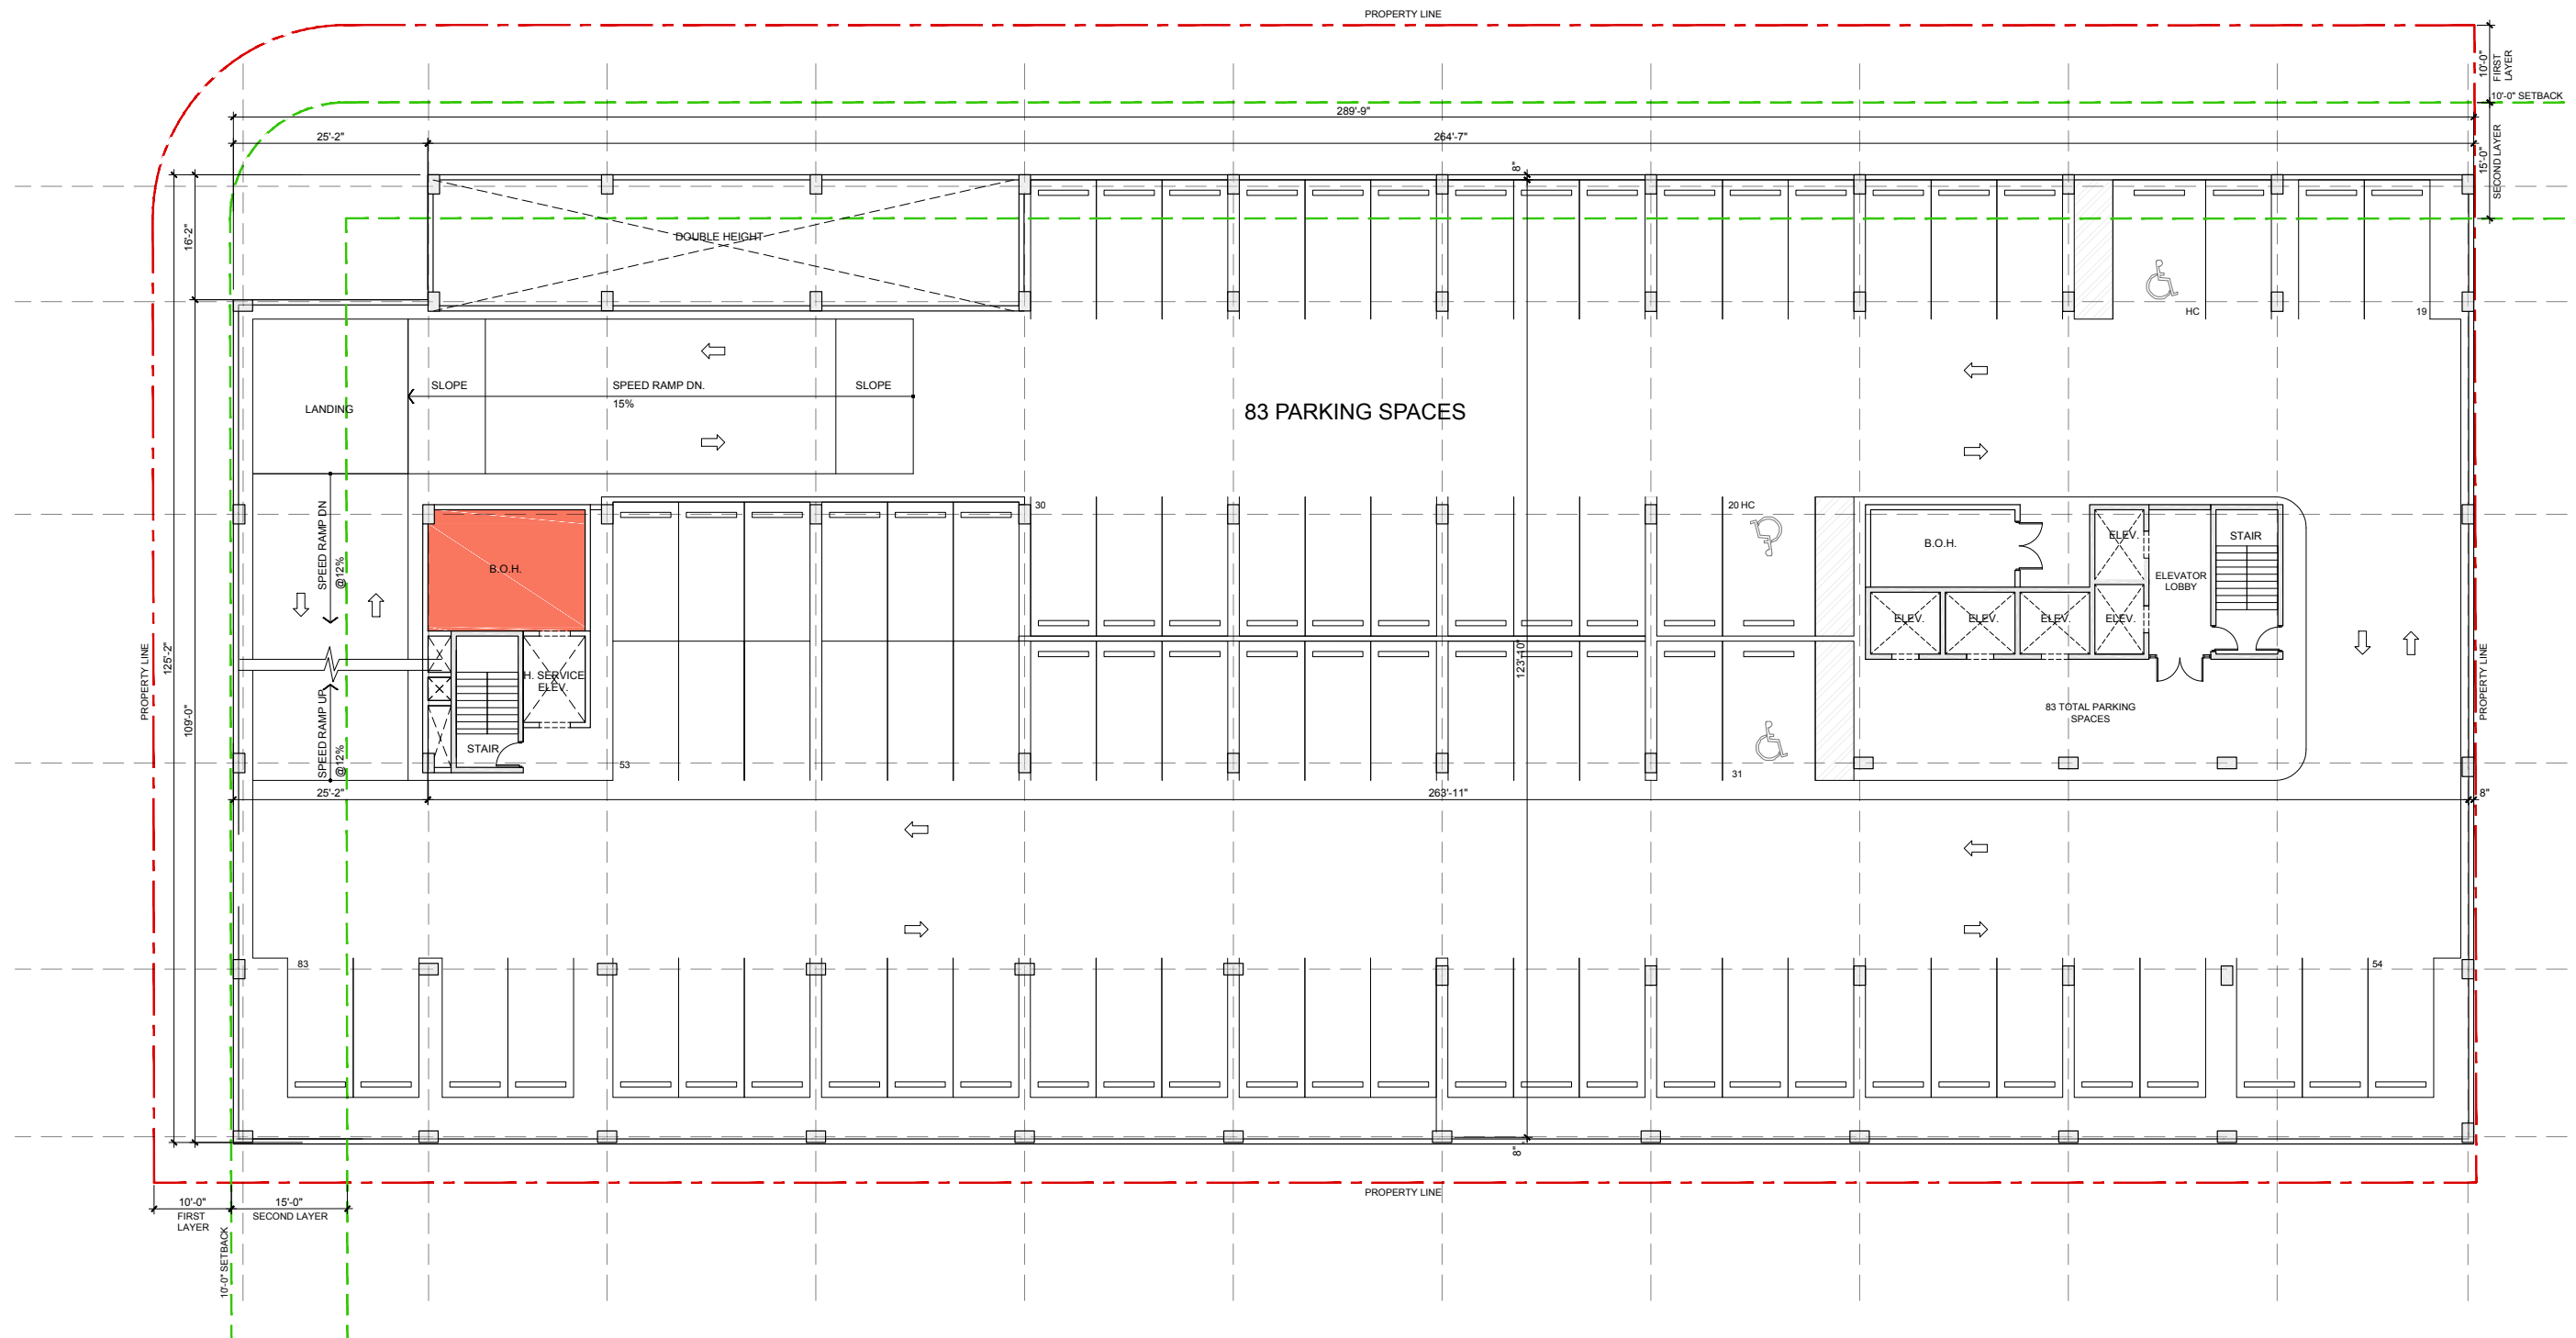 PROPERTY LINE
10'-0"
FIRST
LAYER
10'-0" SETBACK
289'-9"
25'-2"
264'-7"
8"
15'-0"
SECOND LAYER
16'-2"
DOUBLE HEIGHT
HC
19
SLOPE
SPEED RAMP DN.
SLOPE
15%
LANDING
83 PARKING SPACES
SPEED RAMP DN
@12%
B.O.H.
30
20 HC
B.O.H.
ELEV.
STAIR
ELEVATOR
LOBBY
ELEV.
ELEV.
ELEV.
ELEV.
PROPERTY LINE
125'-2"
109'-0"
H. SERVICE
ELEV.
123'-10"
83 TOTAL PARKING
SPACES
PROPERTY LINE
SPEED RAMP UP
@12%
STAIR
53
31
25'-2"
263'-11"
8"
83
54
8"
PROPERTY LINE
10'-0"
FIRST
LAYER
15'-0"
SECOND LAYER
10'-0" SETBACK